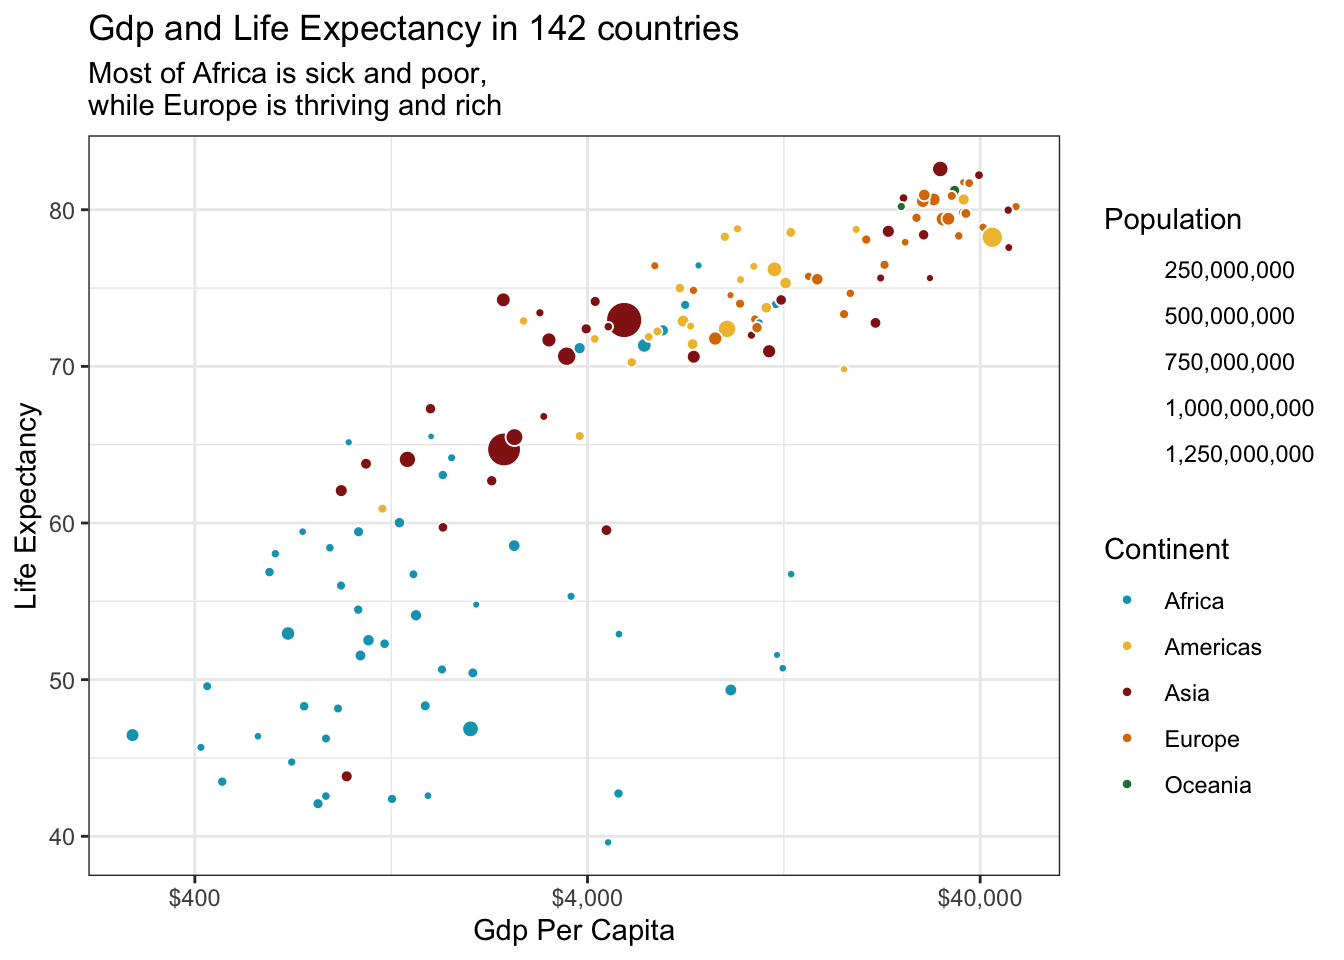 Gdp and Life Expectancy in 142 countries
Most of Africa is sick and poor,
while Europe is thriving and rich
Life Expectancy
80
70
60
50
40
$400
$4,000
$40,000
Gdp Per Capita
Population
250,000,000
500,000,000
750,000,000
1,000,000,000
1,250,000,000
Continent
Africa
Americas
Asia
Europe
Oceania